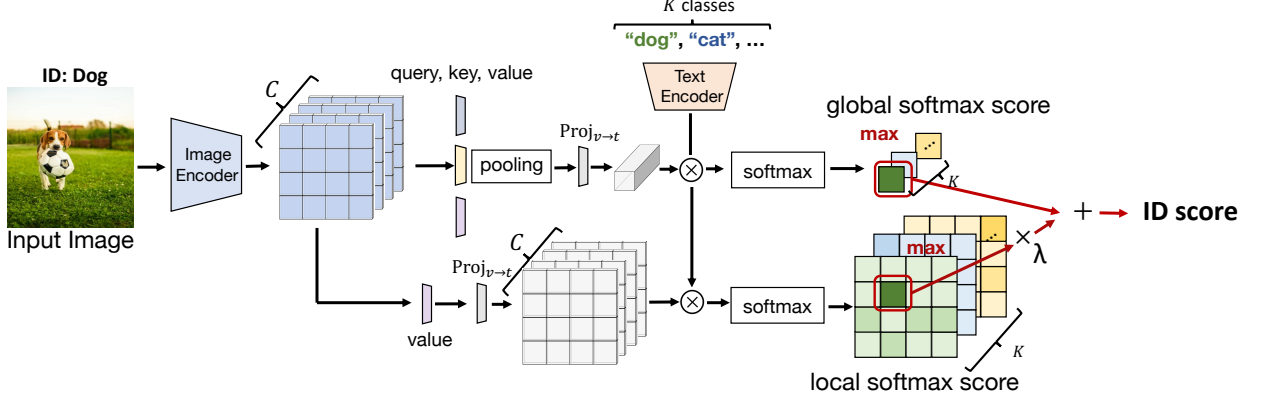 K classes
“dog”, “cat”, ...
ID: Dog
C
query, key, value
Text
Encoder
global softmax score
Image
Encoder
Proj_{v→t}
max
pooling
⊗
softmax
K
+
ID score
Input Image
C
max
×
λ
Proj_{v→t}
⊗
softmax
value
K
local softmax score